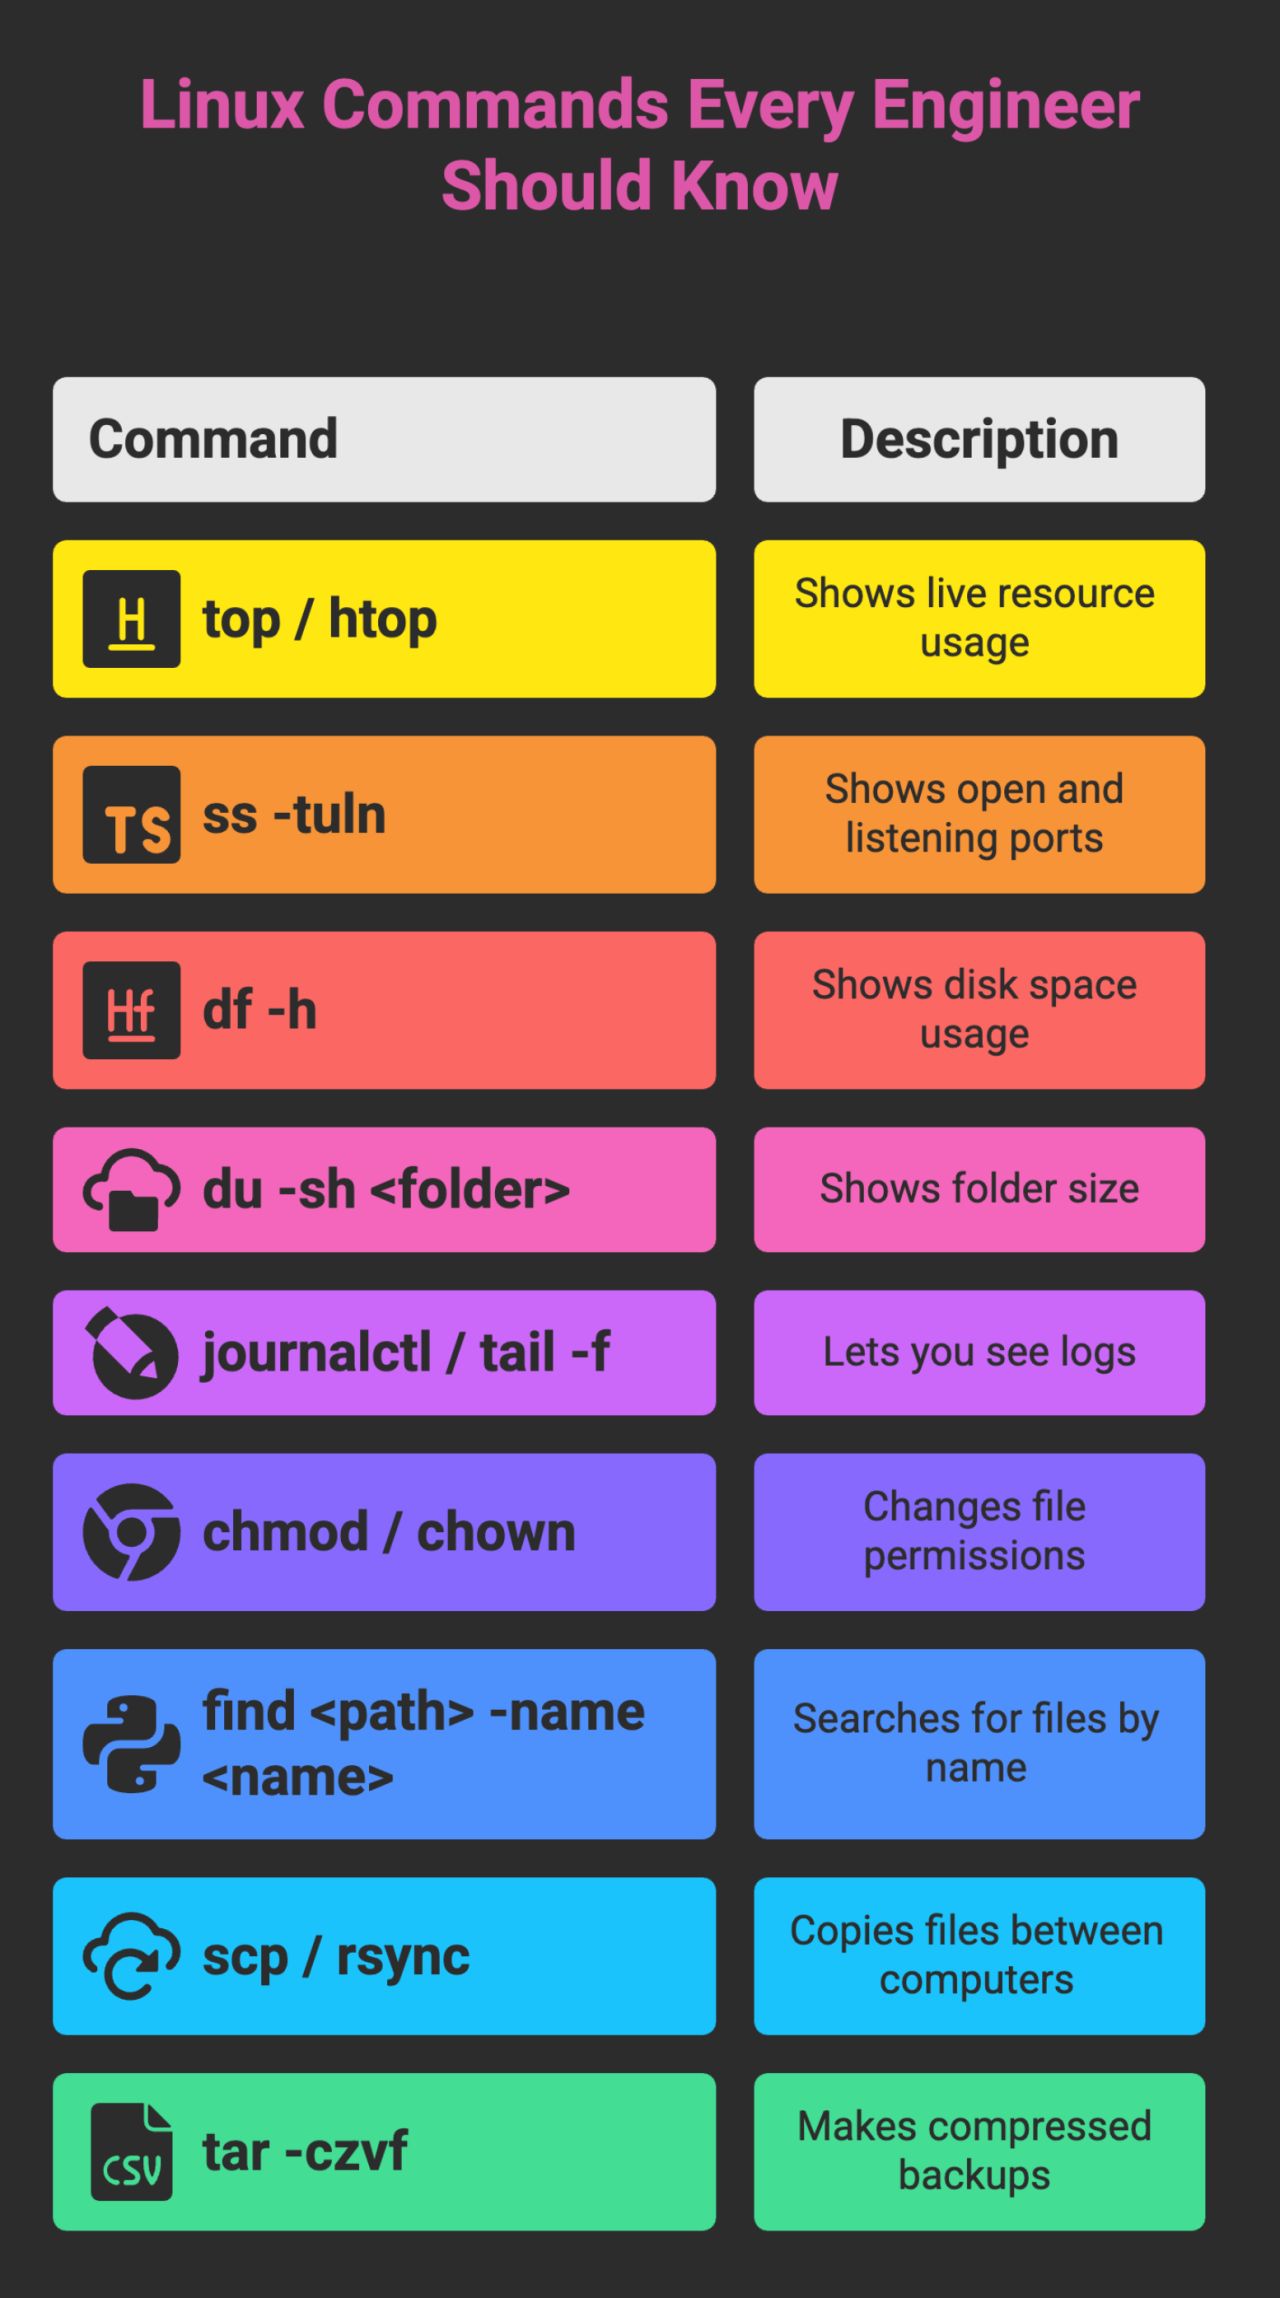 Linux Commands Every Engineer
Should Know
Command
Description
H
top / htop
Shows live resource
usage
TS
ss -tuln
Shows open and
listening ports
Hf
df -h
Shows disk space
usage
du -sh <folder>
Shows folder size
journalctl / tail -f
Lets you see logs
chmod / chown
Changes file
permissions
find <path> -name
<name>
Searches for files by
name
scp / rsync
Copies files between
computers
CSV
tar -czvf
Makes compressed
backups